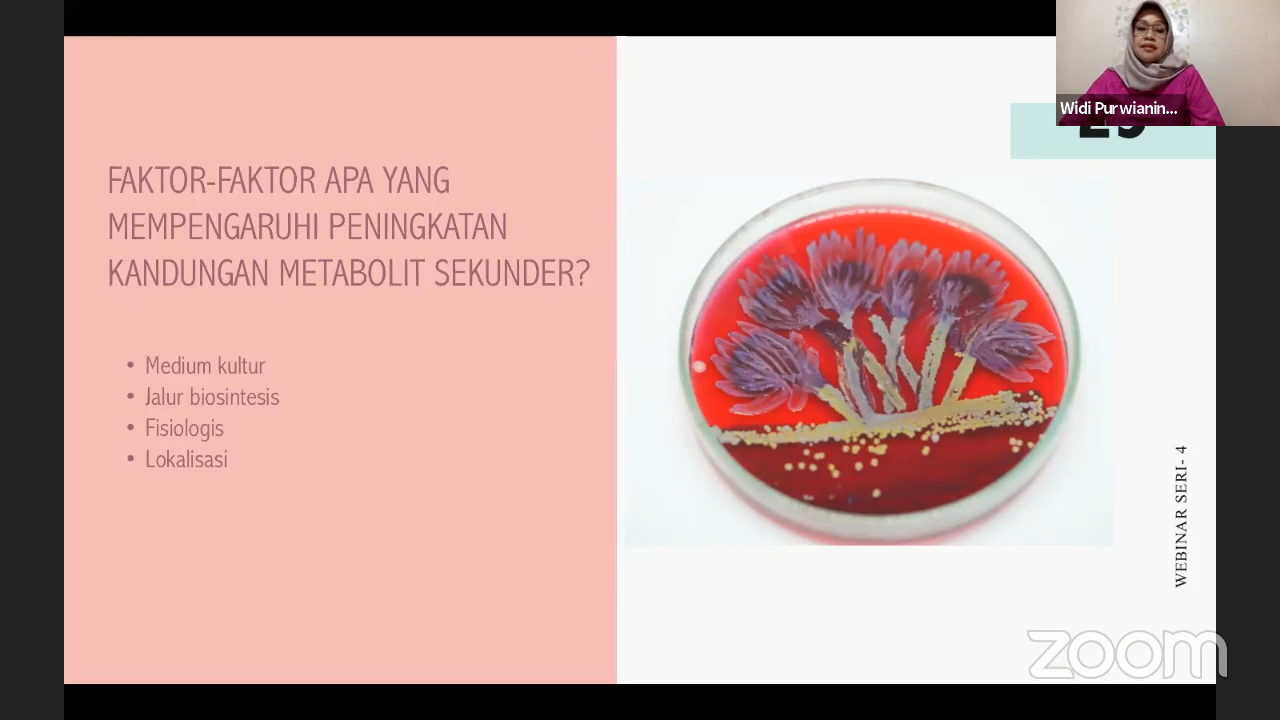 Widi Purwianin...
FAKTOR-FAKTOR APA YANG
MEMPENGARUHI PENINGKATAN
KANDUNGAN METABOLIT SEKUNDER?
• Medium kultur
• Jalur biosintesis
• Fisiologis
• Lokalisasi
WEBINAR SERI- 4
zoom